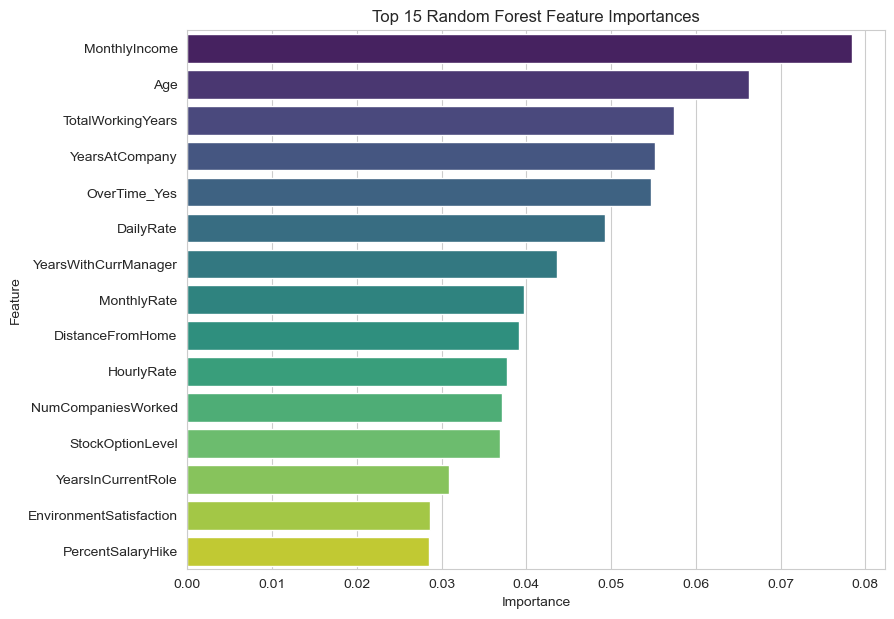 Top 15 Random Forest Feature Importances
Feature
MonthlyIncome
Age
TotalWorkingYears
YearsAtCompany
OverTime_Yes
DailyRate
YearsWithCurrManager
MonthlyRate
DistanceFromHome
HourlyRate
NumCompaniesWorked
StockOptionLevel
YearsInCurrentRole
EnvironmentSatisfaction
PercentSalaryHike
0.00 0.01 0.02 0.03 0.04 0.05 0.06 0.07 0.08
Importance